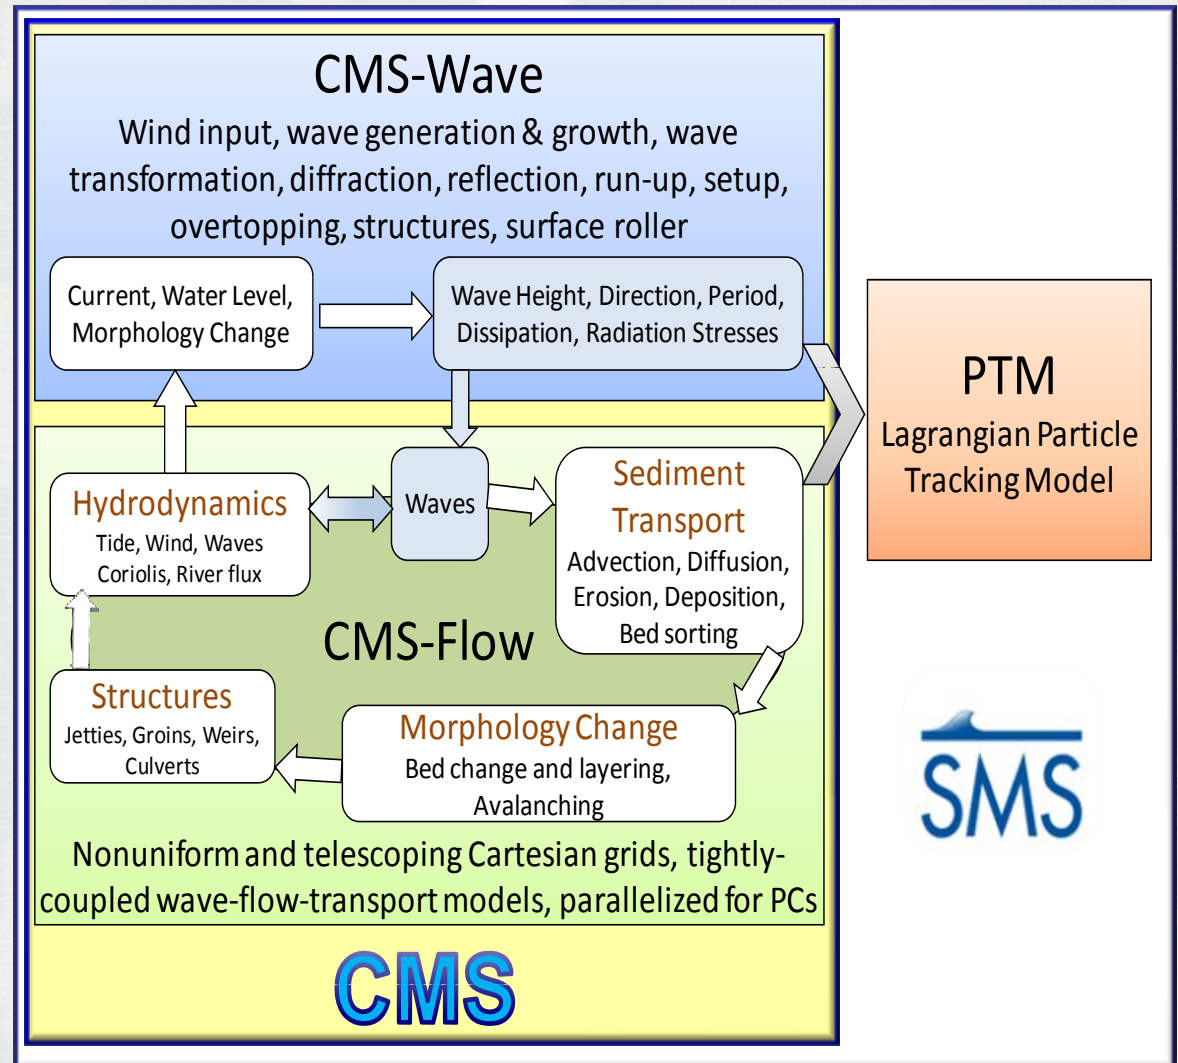 CMS-Wave
Wind input, wave generation & growth, wave
transformation, diffraction, reflection, run-up, setup,
overtopping, structures, surface roller
Current, Water Level,
Morphology Change
Wave Height, Direction, Period,
Dissipation, Radiation Stresses
PTM
Lagrangian Particle
Tracking Model
Hydrodynamics
Tide, Wind, Waves
Coriolis, River flux
Waves
Sediment
Transport
Advection, Diffusion,
Erosion, Deposition,
Bed sorting
CMS-Flow
Structures
Jetties, Groins, Weirs,
Culverts
Morphology Change
Bed change and layering,
Avalanching
SMS
Nonuniform and telescoping Cartesian grids, tightly-
coupled wave-flow-transport models, parallelized for PCs
CMS